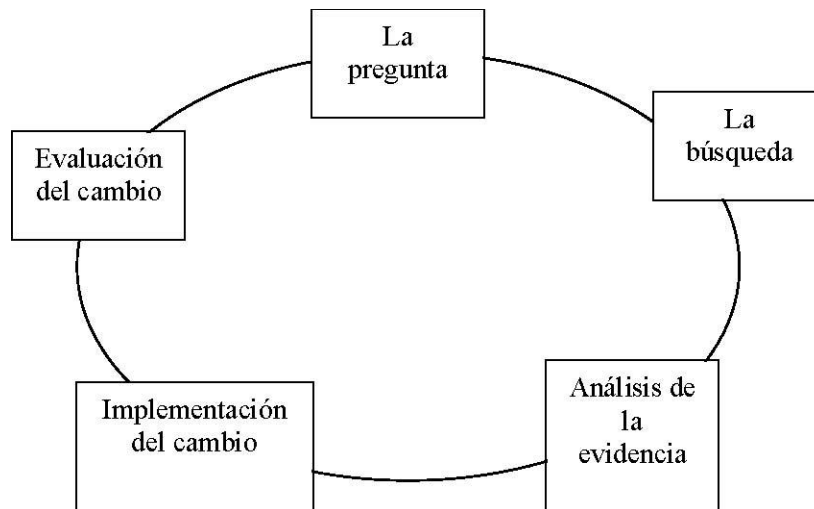 La
pregunta
La
búsqueda
Análisis de
la
evidencia
Implementación
del cambio
Evaluación
del cambio